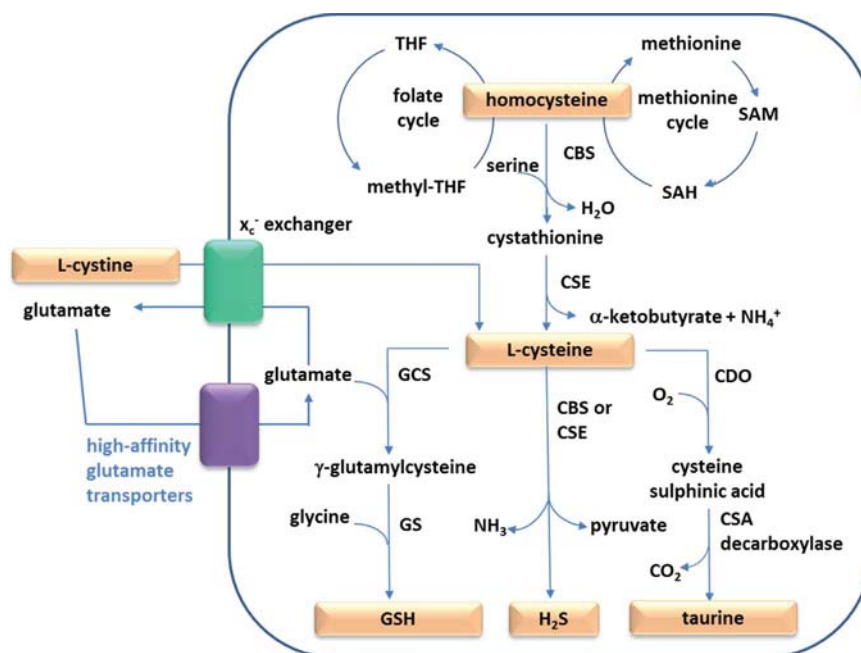 THF
methionine
folate
cycle
homocysteine
methionine
cycle
SAM
methyl-THF
serine
CBS
SAH
H₂O
cystathionine
x꜀⁻ exchanger
L-cystine
CSE
glutamate
α-ketobutyrate + NH₄⁺
L-cysteine
glutamate
GCS
CDO
O₂
CBS or
CSE
high-affinity
glutamate
transporters
γ-glutamylcysteine
cysteine
sulphinic acid
glycine
GS
NH₃
pyruvate
CSA
decarboxylase
CO₂
GSH
H₂S
taurine